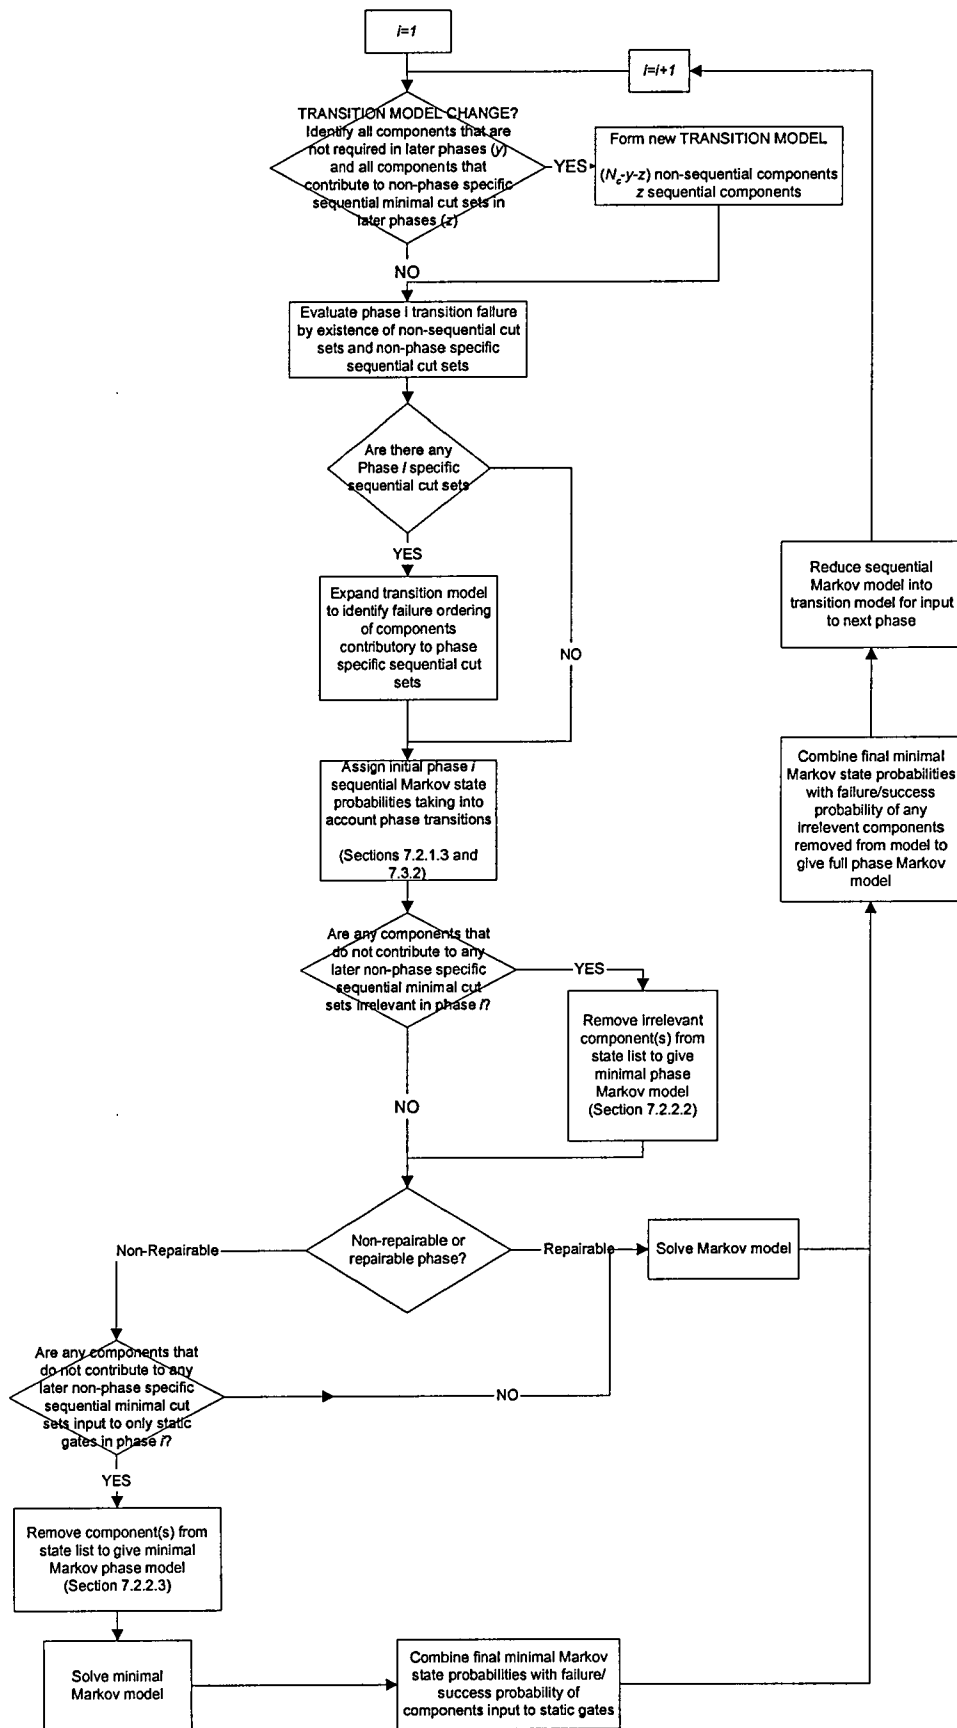 i=1
i=i+1
TRANSITION MODEL CHANGE?
Identify all components that are
not required in later phases (y)
and all components that
contribute to non-phase specific
sequential minimal cut sets in
later phases (z)
YES
Form new TRANSITION MODEL
(Nc-y-z) non-sequential components
z sequential components
NO
Evaluate phase i transition failure
by existence of non-sequential cut
sets and non-phase specific
sequential cut sets
Are there any
Phase i specific
sequential cut sets
YES
NO
Expand transition model
to identify failure ordering
of components
contributory to phase
specific sequential cut
sets
Reduce sequential
Markov model into
transition model for input
to next phase
Assign initial phase i
sequential Markov state
probabilities taking into
account phase transitions
(Sections 7.2.1.3 and
7.3.2)
Combine final minimal
Markov state probabilities
with failure/success
probability of any
irrelevent components
removed from model to
give full phase Markov
model
Are any components that
do not contribute to any
later non-phase specific
sequential minimal cut
sets irrelevant in phase i?
YES
Remove irrelevant
component(s) from
state list to give
minimal phase
Markov model
(Section 7.2.2.2)
NO
Non-repairable or
repairable phase?
Non-Repairable
Repairable
Solve Markov model
Are any components that
do not contribute to any
later non-phase specific
sequential minimal cut
sets input to only static
gates in phase i?
NO
YES
Remove component(s) from
state list to give minimal
Markov phase model
(Section 7.2.2.3)
Solve minimal
Markov model
Combine final minimal Markov
state probabilities with failure/
success probability of
components input to static gates